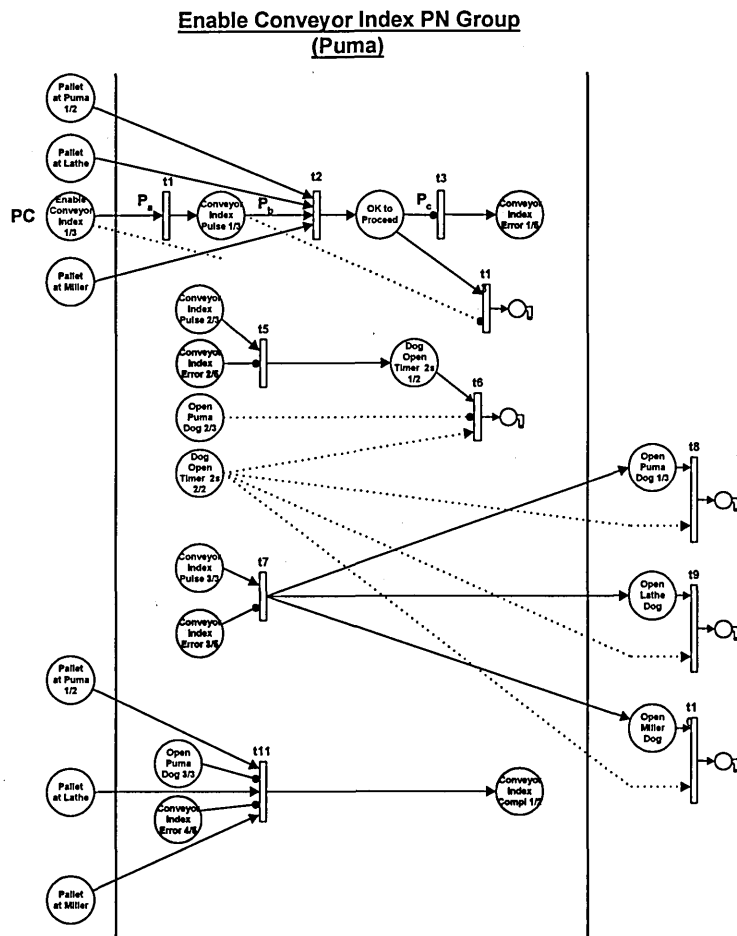 Enable Conveyor Index PN Group
(Puma)
Pallet
at Puma
1/2
Pallet
at Lathe
PC
Enable
Conveyor
Index
1/3
Pallet
at Miller
Pa
t1
Conveyor
Index
Pulse 1/3
Pb
t2
OK to
Proceed
Pc
t3
Conveyor
Index
Error 1/6
t1
Conveyor
Index
Pulse 2/3
Conveyor
Index
Error 2/6
t5
Dog
Open
Timer 2s
1/2
t6
Open
Puma
Dog 2/3
Dog
Open
Timer 2s
2/2
Open
Puma
Dog 1/3
t8
Conveyor
Index
Pulse 3/3
Conveyor
Index
Error 3/6
t7
Open
Lathe
Dog
t9
Open
Miller
Dog
t1
Pallet
at Puma
1/2
Pallet
at Lathe
Pallet
at Miller
Open
Puma
Dog 3/3
Conveyor
Index
Error 4/6
t11
Conveyor
Index
Compl 1/2